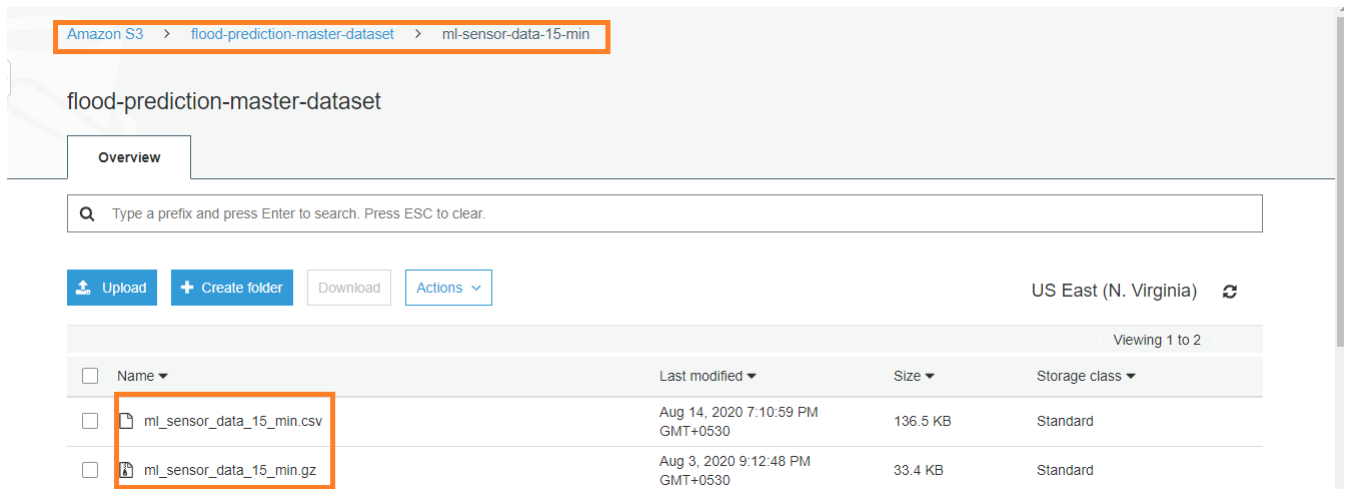 Amazon S3 > flood-prediction-master-dataset > ml-sensor-data-15-min
flood-prediction-master-dataset
Overview
Type a prefix and press Enter to search. Press ESC to clear.
Upload + Create folder Download Actions
US East (N. Virginia)
Viewing 1 to 2
Name Last modified Size Storage class
ml_sensor_data_15_min.csv Aug 14, 2020 7:10:59 PM GMT+0530 136.5 KB Standard
ml_sensor_data_15_min.gz Aug 3, 2020 9:12:48 PM GMT+0530 33.4 KB Standard